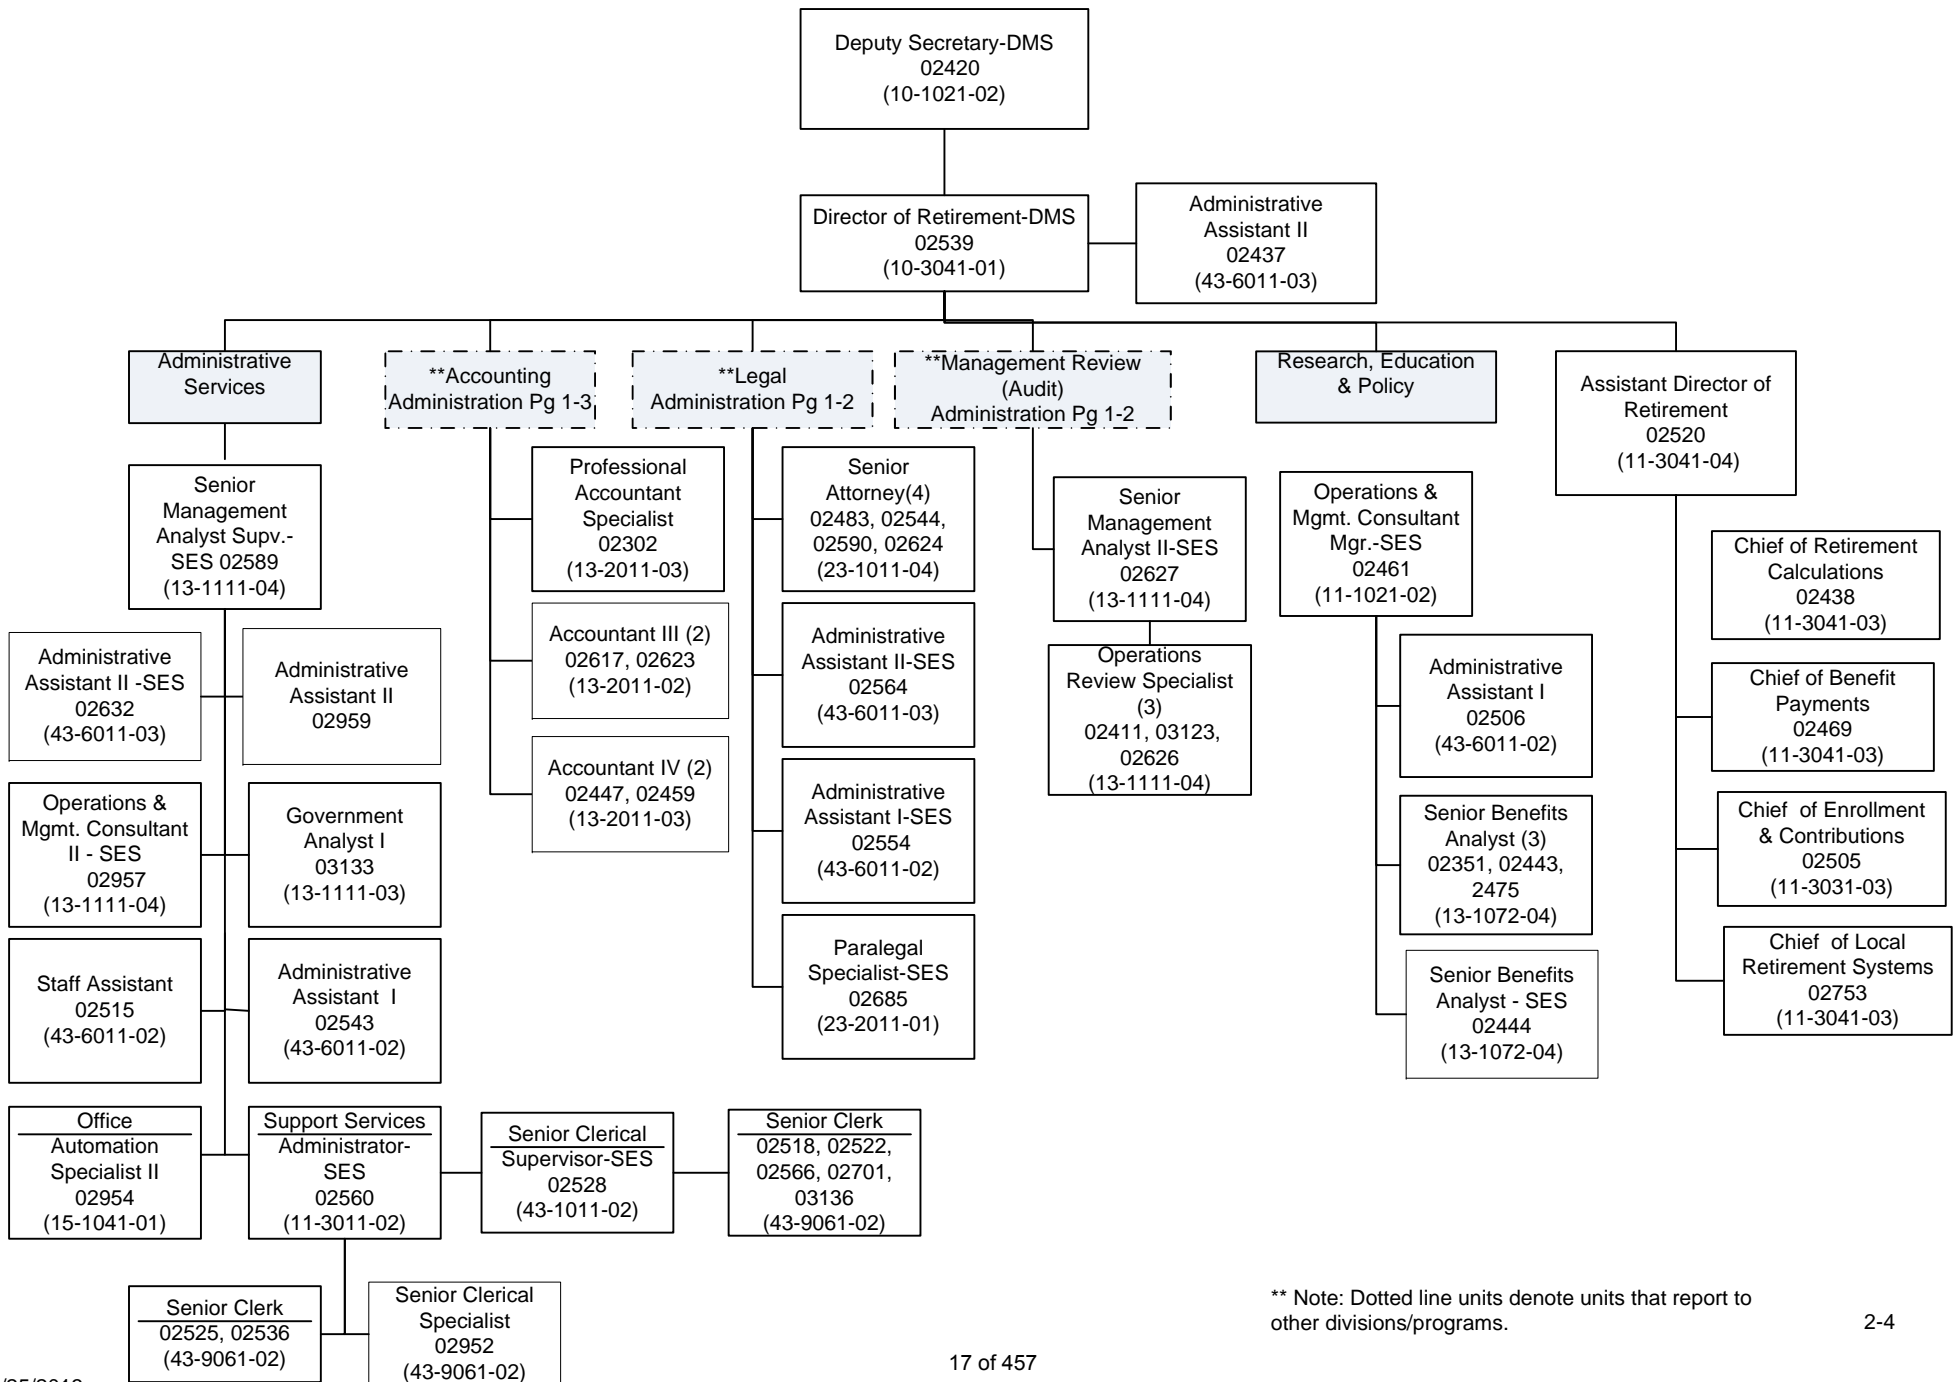 Deputy Secretary-DMS
02420
(10-1021-02)
Director of Retirement-DMS
02539
(10-3041-01)
Administrative
Assistant II
02437
(43-6011-03)
Administrative
Services
**Accounting
Administration Pg 1-3
**Legal
Administration Pg 1-2
**Management Review
(Audit)
Administration Pg 1-2
Research, Education
& Policy
Assistant Director of
Retirement
02520
(11-3041-04)
Senior
Management
Analyst Supv.-
SES 02589
(13-1111-04)
Professional
Accountant
Specialist
02302
(13-2011-03)
Senior
Attorney(4)
02483, 02544,
02590, 02624
(23-1011-04)
Senior
Management
Analyst II-SES
02627
(13-1111-04)
Operations &
Mgmt. Consultant
Mgr.-SES
02461
(11-1021-02)
Chief of Retirement
Calculations
02438
(11-3041-03)
Administrative
Assistant II -SES
02632
(43-6011-03)
Administrative
Assistant II
02959
Accountant III (2)
02617, 02623
(13-2011-02)
Administrative
Assistant II-SES
02564
(43-6011-03)
Operations
Review Specialist
(3)
02411, 03123,
02626
(13-1111-04)
Administrative
Assistant I
02506
(43-6011-02)
Chief of Benefit
Payments
02469
(11-3041-03)
Operations &
Mgmt. Consultant
II - SES
02957
(13-1111-04)
Government
Analyst I
03133
(13-1111-03)
Accountant IV (2)
02447, 02459
(13-2011-03)
Administrative
Assistant I-SES
02554
(43-6011-02)
Senior Benefits
Analyst (3)
02351, 02443,
2475
(13-1072-04)
Chief  of Enrollment
& Contributions
02505
(11-3031-03)
Staff Assistant
02515
(43-6011-02)
Administrative
Assistant  I
02543
(43-6011-02)
Paralegal
Specialist-SES
02685
(23-2011-01)
Senior Benefits
Analyst - SES
02444
(13-1072-04)
Chief  of Local
Retirement Systems
02753
(11-3041-03)
Office
Automation
Specialist II
02954
(15-1041-01)
Support Services
Administrator-
SES
02560
(11-3011-02)
Senior Clerical
Supervisor-SES
02528
(43-1011-02)
Senior Clerk
02518, 02522,
02566, 02701,
03136
(43-9061-02)
Senior Clerk
02525, 02536
(43-9061-02)
Senior Clerical
Specialist
02952
(43-9061-02)
** Note: Dotted line units denote units that report to
other divisions/programs.
2-4
17 of 457